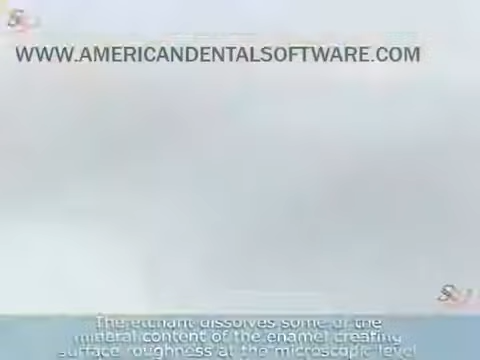 WWW.AMERICANDENTALSOFTWARE.COM
The etchant dissolves some of the
mineral content of the enamel creating
surface roughness at the microscopic level